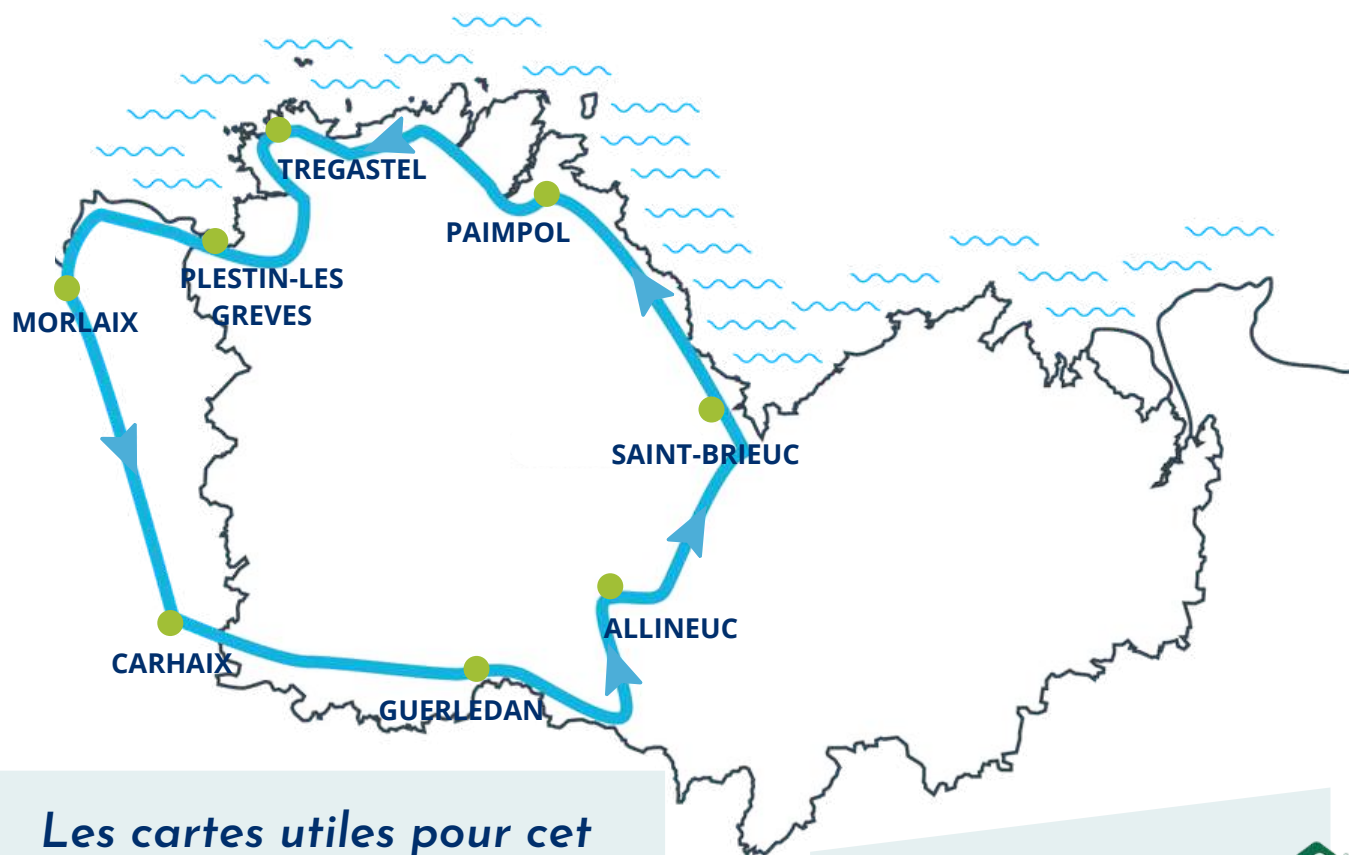 TREGASTEL
PAIMPOL
PLESTIN-LES
GREVES
MORLAIX
SAINT-BRIEUC
ALLINEUC
CARHAIX
GUERLEDAN
Les cartes utiles pour cet